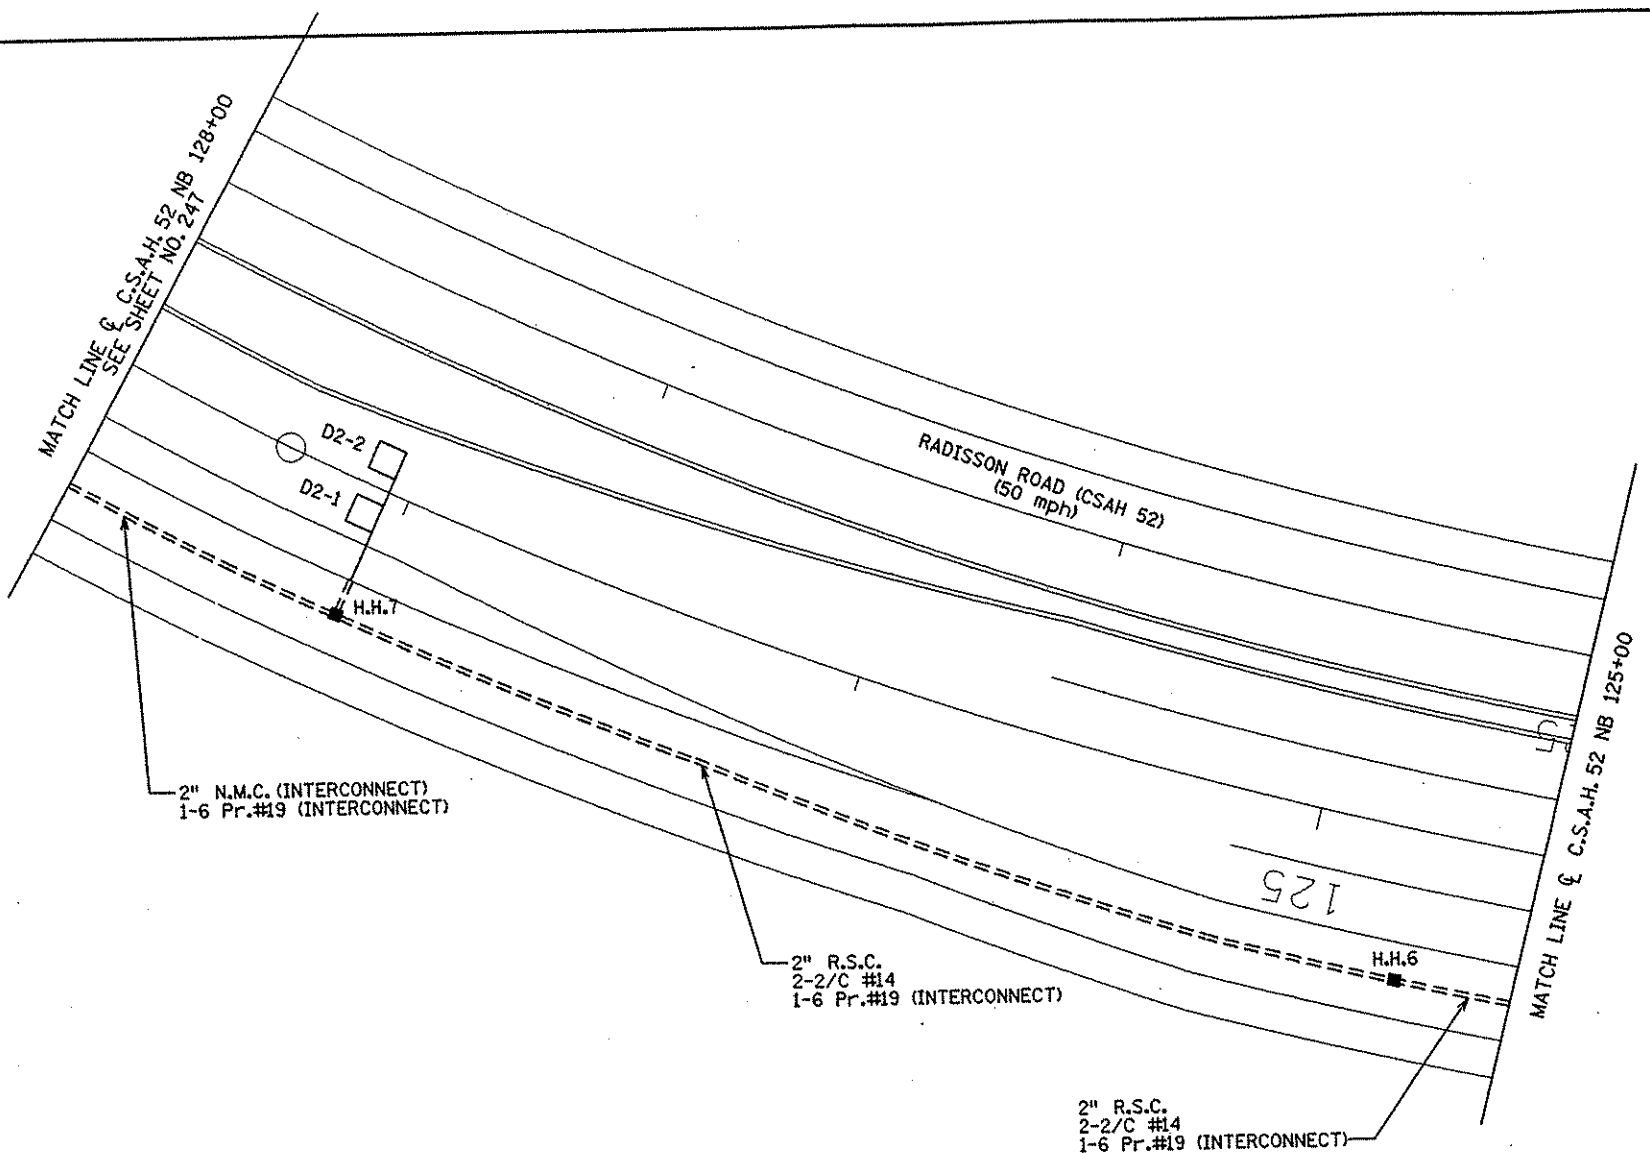 MATCH LINE ℄ C.S.A.H. 52 NB 128+00
SEE SHEET NO. 247
D2-2
D2-1
H.H.7
RADISSON ROAD (CSAH 52)
(50 mph)
2" N.M.C. (INTERCONNECT)
1-6 Pr.#19 (INTERCONNECT)
2" R.S.C.
2-2/C #14
1-6 Pr.#19 (INTERCONNECT)
125
5
H.H.6
MATCH LINE ℄ C.S.A.H. 52 NB 125+00
2" R.S.C.
2-2/C #14
1-6 Pr.#19 (INTERCONNECT)